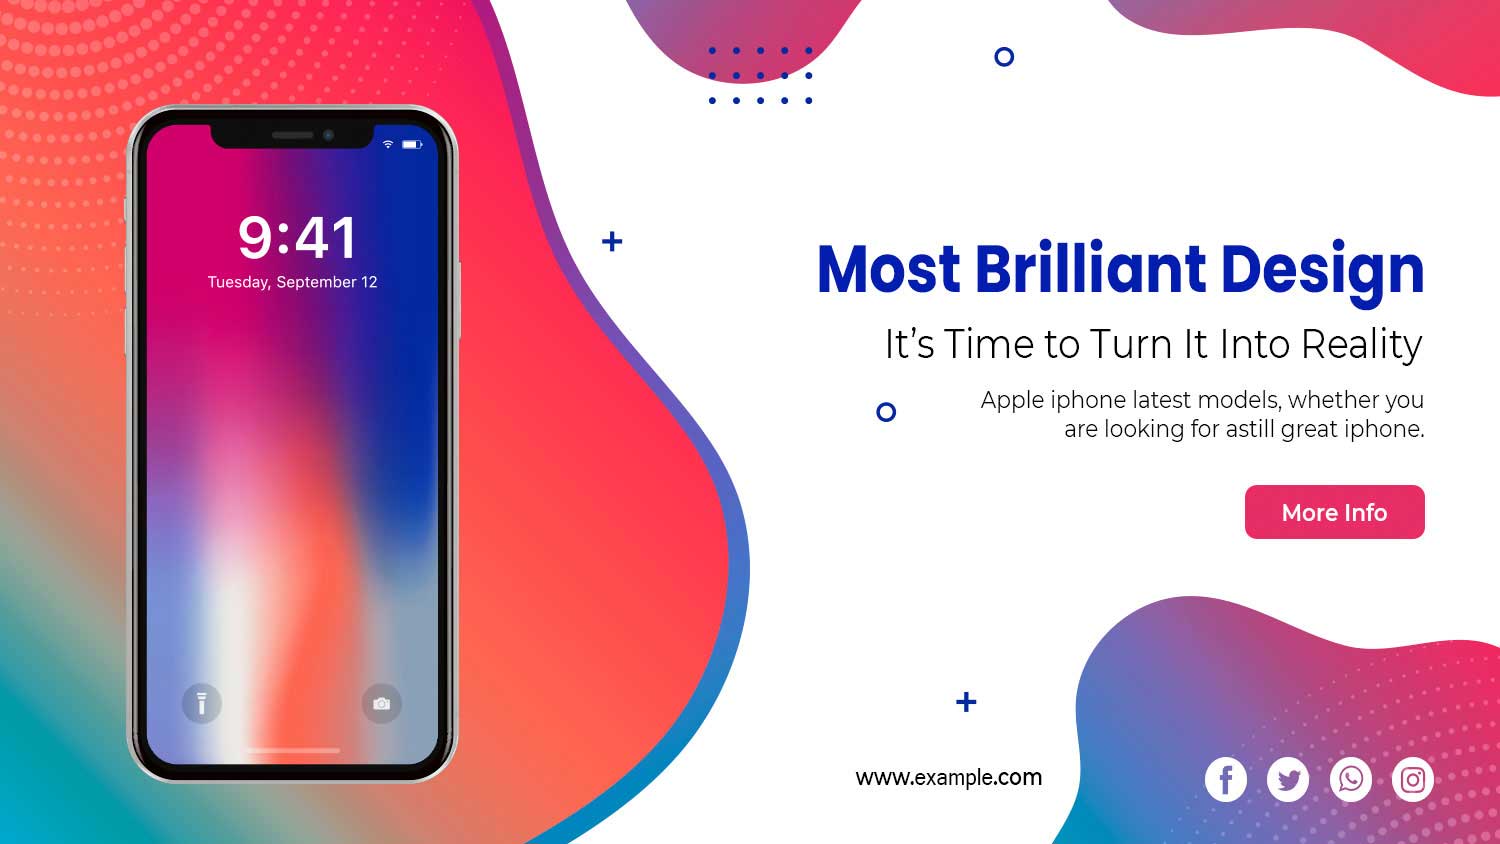 9:41
Tuesday, September 12
Most Brilliant Design
It’s Time to Turn It Into Reality
Apple iphone latest models, whether you
are looking for astill great iphone.
More Info
www.example.com